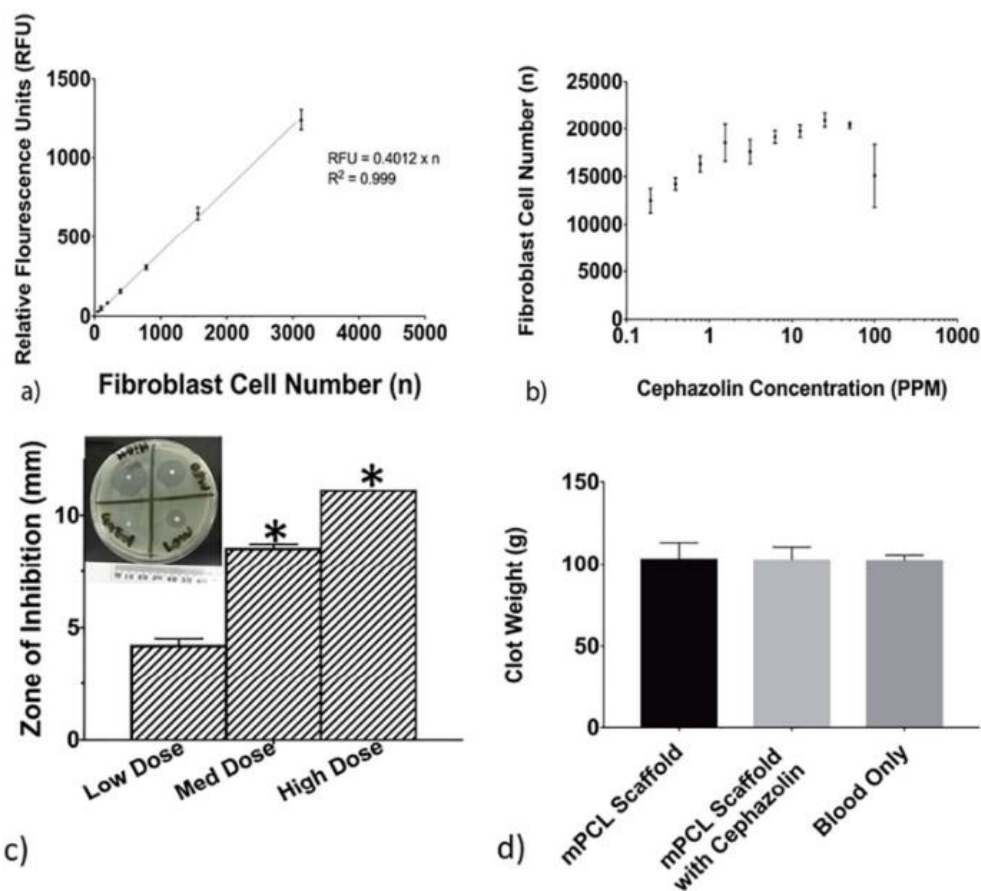 a)
Relative Flourescence Units (RFU)
1500
1000
500
0
RFU = 0.4012 x n
R² = 0.999
0 1000 2000 3000 4000 5000
Fibroblast Cell Number (n)
b)
Fibroblast Cell Number (n)
25000
20000
15000
10000
5000
0
0.1 1 10 100 1000
Cephazolin Concentration (PPM)
c)
Zone of Inhibition (mm)
10
5
0
Low
*
*
Low Dose
Med Dose
High Dose
d)
Clot Weight (g)
150
100
50
0
mPCL Scaffold
mPCL Scaffold
with Cephazolin
Blood Only